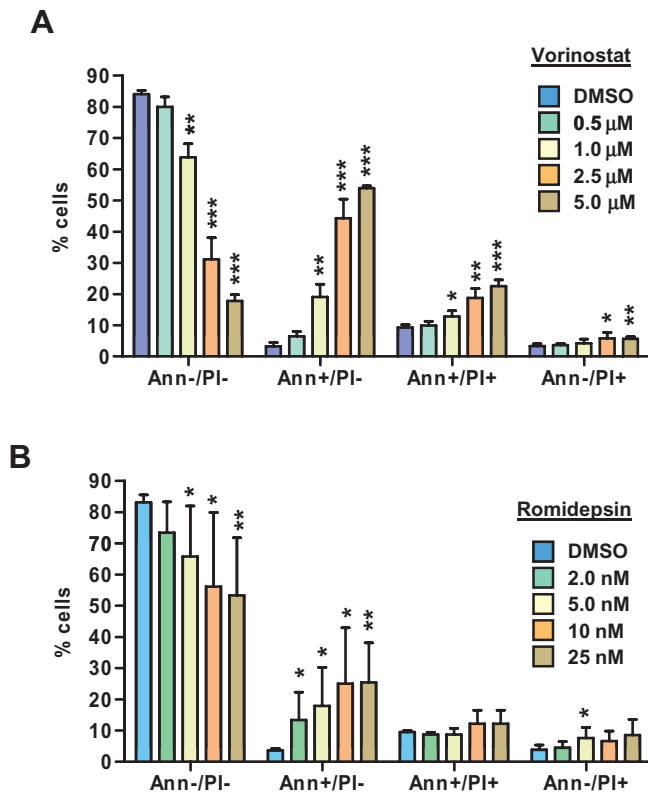 A
Vorinostat
DMSO
0.5 µM
1.0 µM
2.5 µM
5.0 µM
% cells
90
80
70
60
50
40
30
20
10
0
**
***
***
**
***
***
*
**
***
*
**
Ann-/PI-
Ann+/PI-
Ann+/PI+
Ann-/PI+
B
Romidepsin
DMSO
2.0 nM
5.0 nM
10 nM
25 nM
% cells
90
80
70
60
50
40
30
20
10
0
*
*
**
*
*
*
**
*
Ann-/PI-
Ann+/PI-
Ann+/PI+
Ann-/PI+